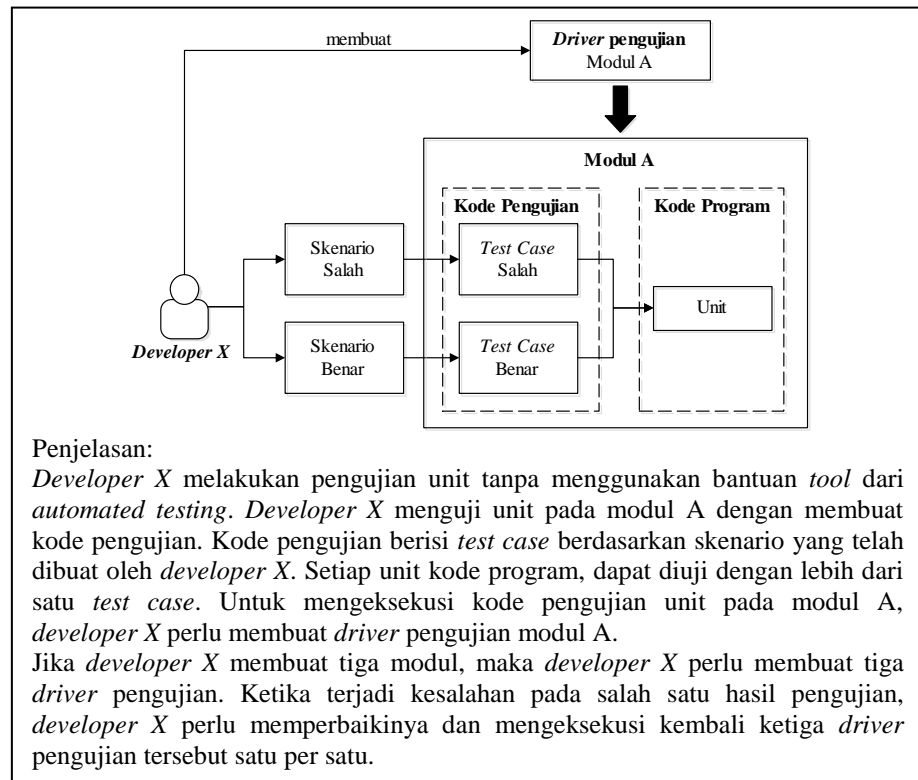 membuat
Driver pengujian
Modul A
Modul A
Kode Pengujian
Kode Program
Skenario
Salah
Test Case
Salah
Unit
Developer X
Skenario
Benar
Test Case
Benar
Penjelasan:
Developer X melakukan pengujian unit tanpa menggunakan bantuan tool dari
automated testing. Developer X menguji unit pada modul A dengan membuat
kode pengujian. Kode pengujian berisi test case berdasarkan skenario yang telah
dibuat oleh developer X. Setiap unit kode program, dapat diuji dengan lebih dari
satu test case. Untuk mengeksekusi kode pengujian unit pada modul A,
developer X perlu membuat driver pengujian modul A.
Jika developer X membuat tiga modul, maka developer X perlu membuat tiga
driver pengujian. Ketika terjadi kesalahan pada salah satu hasil pengujian,
developer X perlu memperbaikinya dan mengeksekusi kembali ketiga driver
pengujian tersebut satu per satu.